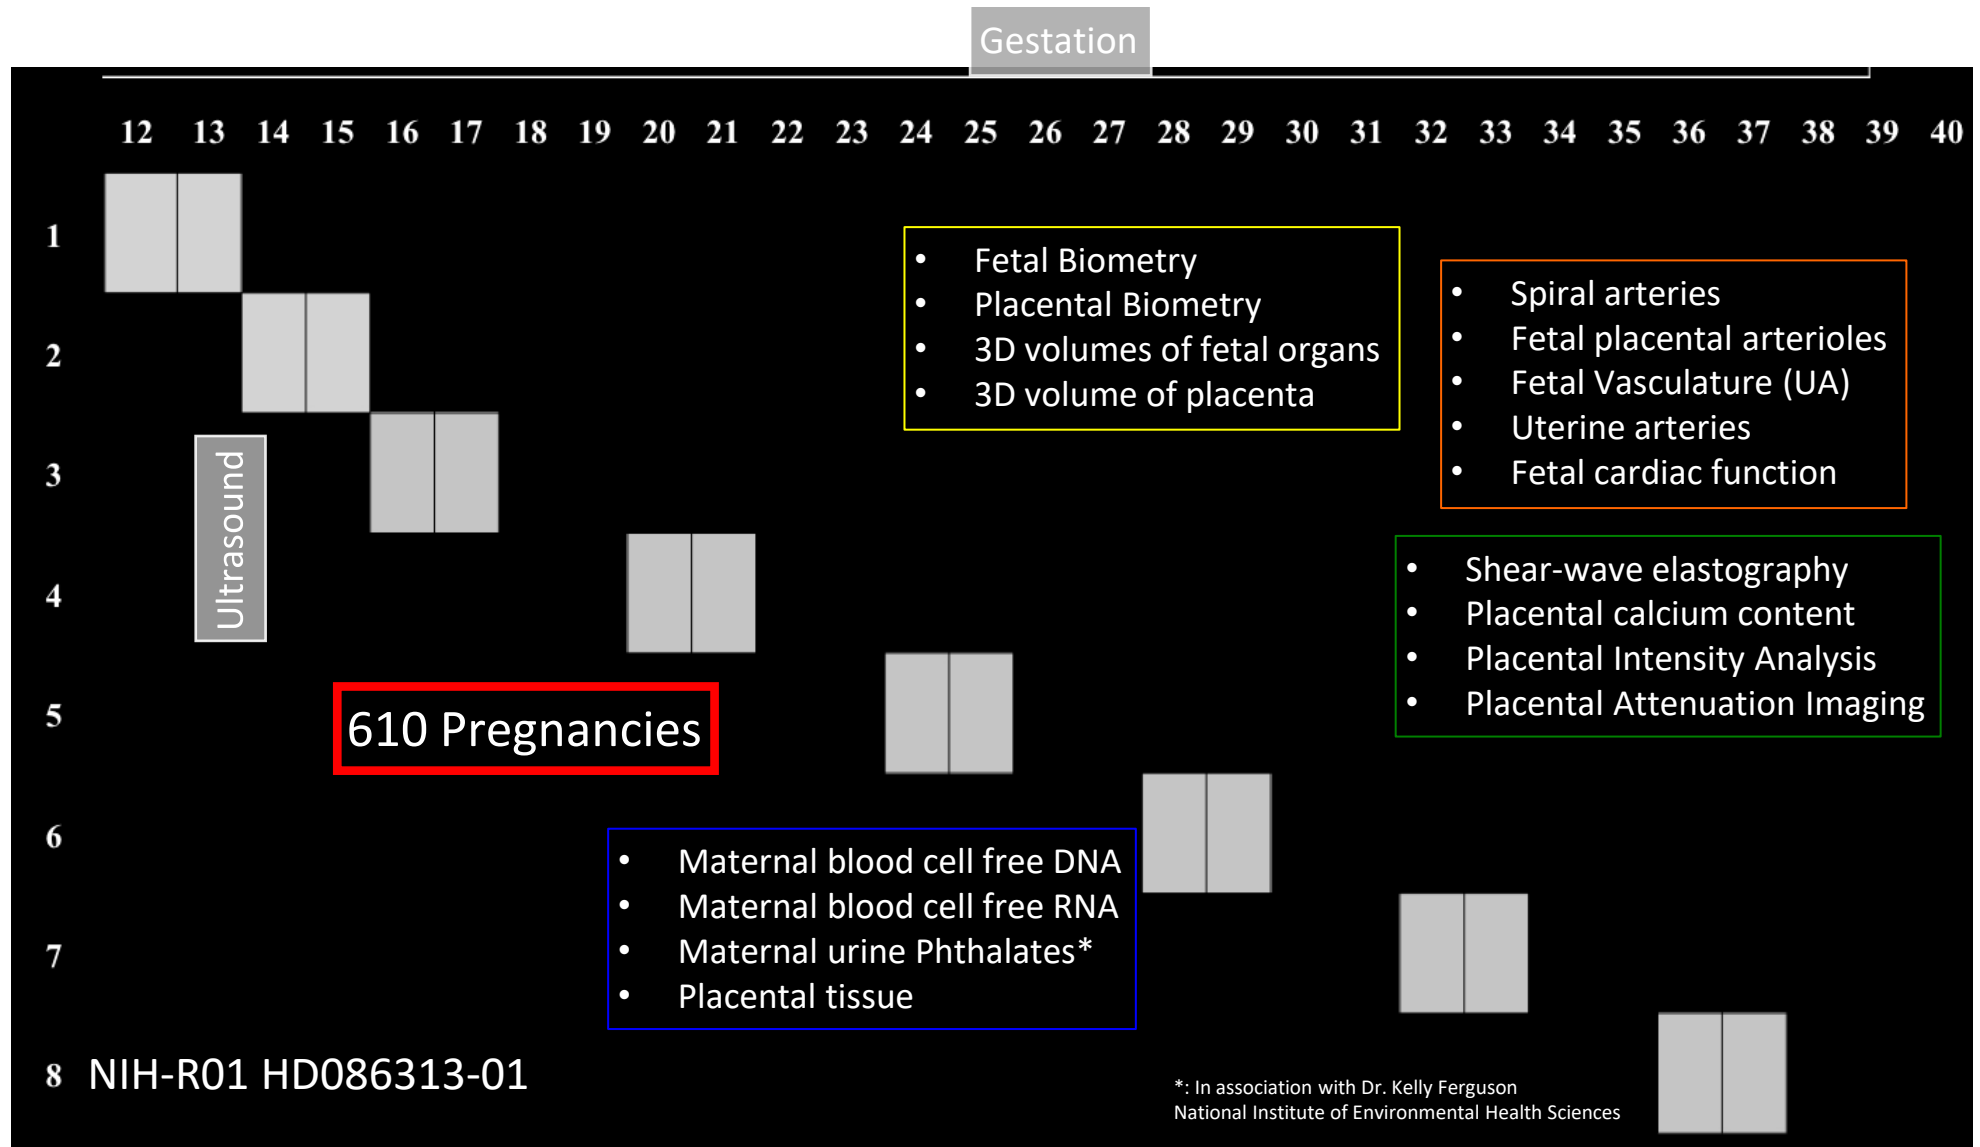 Gestation
12 13 14 15 16 17 18 19 20 21 22 23 24 25 26 27 28 29 30 31 32 33 34 35 36 37 38 39 40
1
2
3
4
5
6
7
8
Ultrasound
• Fetal Biometry
• Placental Biometry
• 3D volumes of fetal organs
• 3D volume of placenta
• Spiral arteries
• Fetal placental arterioles
• Fetal Vasculature (UA)
• Uterine arteries
• Fetal cardiac function
• Shear-wave elastography
• Placental calcium content
• Placental Intensity Analysis
• Placental Attenuation Imaging
610 Pregnancies
• Maternal blood cell free DNA
• Maternal blood cell free RNA
• Maternal urine Phthalates*
• Placental tissue
NIH-R01 HD086313-01
*: In association with Dr. Kelly Ferguson
National Institute of Environmental Health Sciences